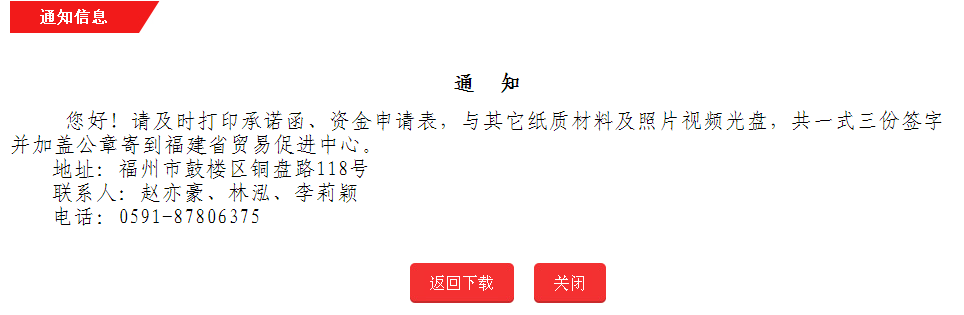 通知信息
通　知
您好！请及时打印承诺函、资金申请表，与其它纸质材料及照片视频光盘，共一式三份签字
并加盖公章寄到福建省贸易促进中心。
地址：福州市鼓楼区铜盘路118号
联系人：赵亦豪、林泓、李莉颖
电话：0591-87806375
返回下载 关闭